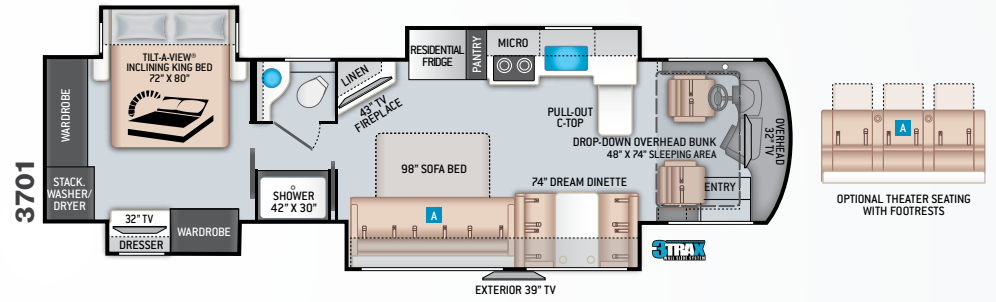 3701
TILT-A-VIEW®
INCLINING KING BED
72" X 80"
WARDROBE
STACK.
WASHER/
DRYER
32" TV
DRESSER
WARDROBE
LINEN
43" TV
FIREPLACE
SHOWER
42" X 30"
RESIDENTIAL
FRIDGE
PANTRY
MICRO
PULL-OUT
C-TOP
DROP-DOWN OVERHEAD BUNK
48" X 74" SLEEPING AREA
98" SOFA BED
A
74" DREAM DINETTE
ENTRY
OVERHEAD
32" TV
3TRAX
WALL SLIDE SYSTEM
EXTERIOR 39" TV
A
OPTIONAL THEATER SEATING
WITH FOOTRESTS